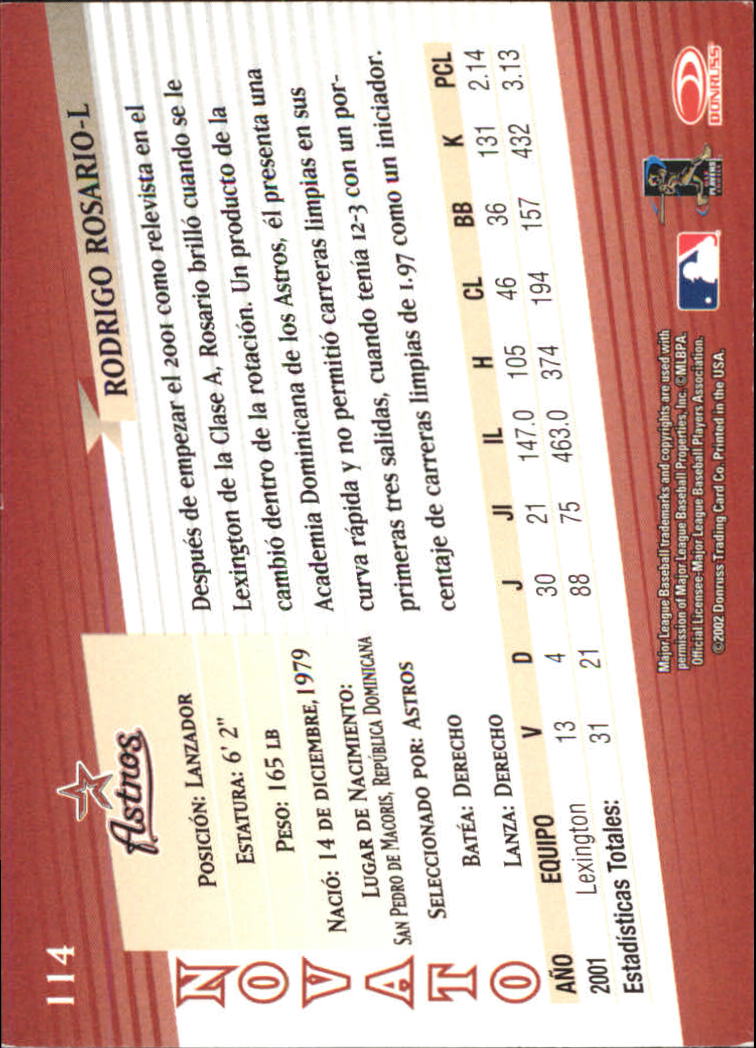 114
RODRIGO ROSARIO-L
Astros
NOVATO
POSICIÓN: LANZADOR
ESTATURA: 6' 2"
PESO: 165 LB
NACIÓ: 14 DE DICIEMBRE, 1979
LUGAR DE NACIMIENTO:
SAN PEDRO DE MACORIS, REPÚBLICA DOMINICANA
SELECCIONADO POR: ASTROS
BATÉA: DERECHO
LANZA: DERECHO
Después de empezar el 2001 como relevista en el
Lexington de la Clase A, Rosario brilló cuando se le
cambió dentro de la rotación. Un producto de la
Academia Dominicana de los Astros, él presenta una
curva rápida y no permitió carreras limpias en sus
primeras tres salidas, cuando tenía 12-3 con un por-
centaje de carreras limpias de 1.97 como un iniciador.
AÑO EQUIPO V D J JI IL H CL BB K PCL
2001 Lexington 13 4 30 21 147.0 105 46 36 131 2.14
Estadísticas Totales: 31 21 88 75 463.0 374 194 157 432 3.13
Major League Baseball trademarks and copyrights are used with
permission of Major League Baseball Properties, Inc. ©MLBPA.
Official Licensee-Major League Baseball Players Association.
©2002 Donruss Trading Card Co. Printed in the USA.
PLAYERS
DONRUSS